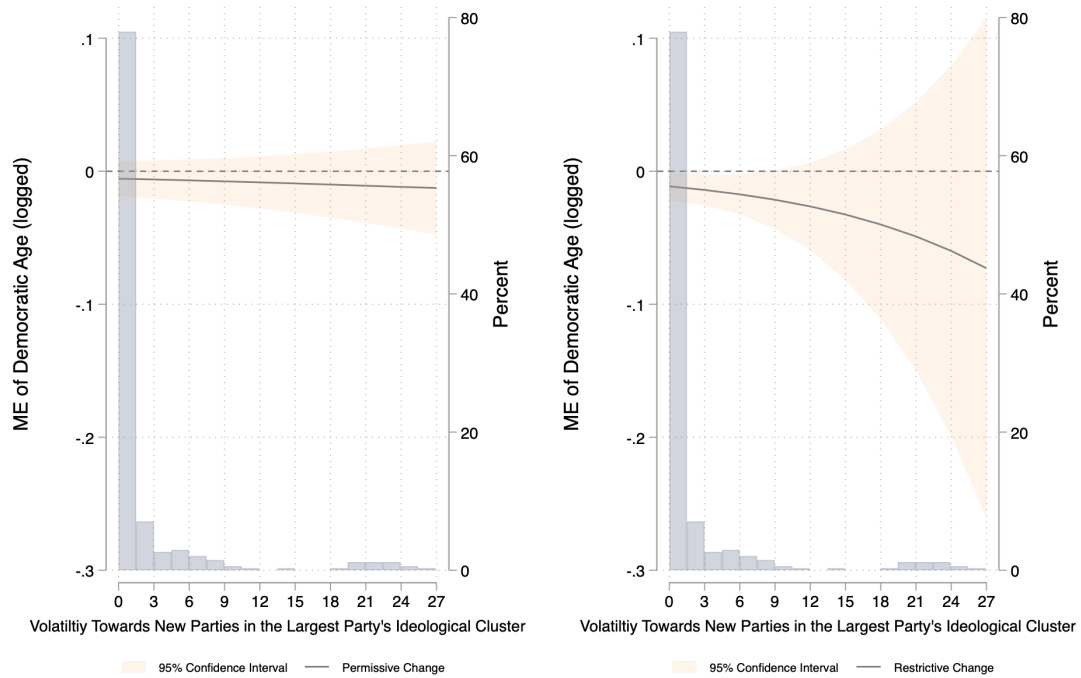 .1
0
-.1
-.2
-.3
ME of Democratic Age (logged)
80
60
40
20
0
Percent
0 3 6 9 12 15 18 21 24 27
Volatiltiy Towards New Parties in the Largest Party's Ideological Cluster
95% Confidence Interval
Permissive Change
.1
0
-.1
-.2
-.3
ME of Democratic Age (logged)
80
60
40
20
0
Percent
0 3 6 9 12 15 18 21 24 27
Volatiltiy Towards New Parties in the Largest Party's Ideological Cluster
95% Confidence Interval
Restrictive Change